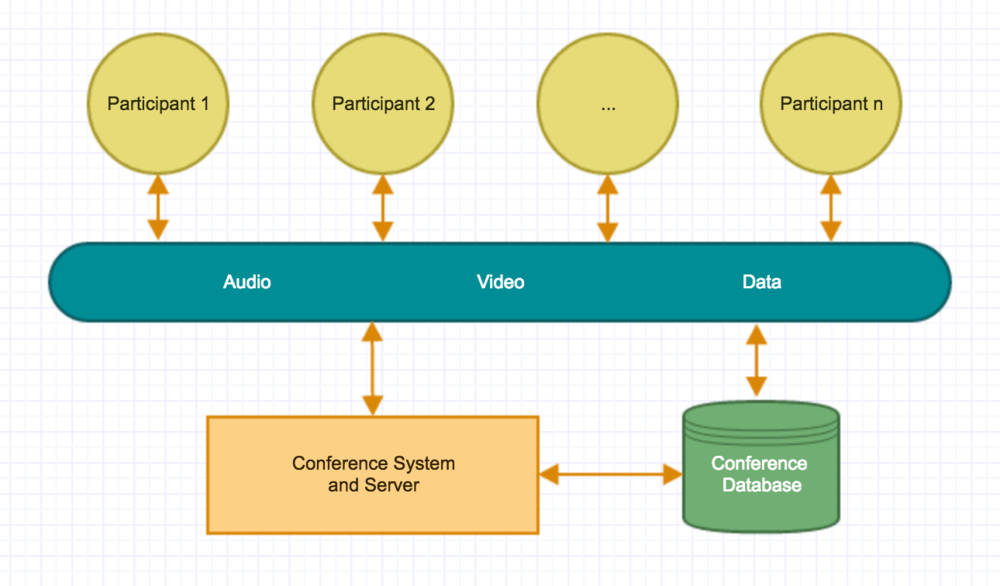 Participant 1
Participant 2
...
Participant n
Audio
Video
Data
Conference System
and Server
Conference
Database